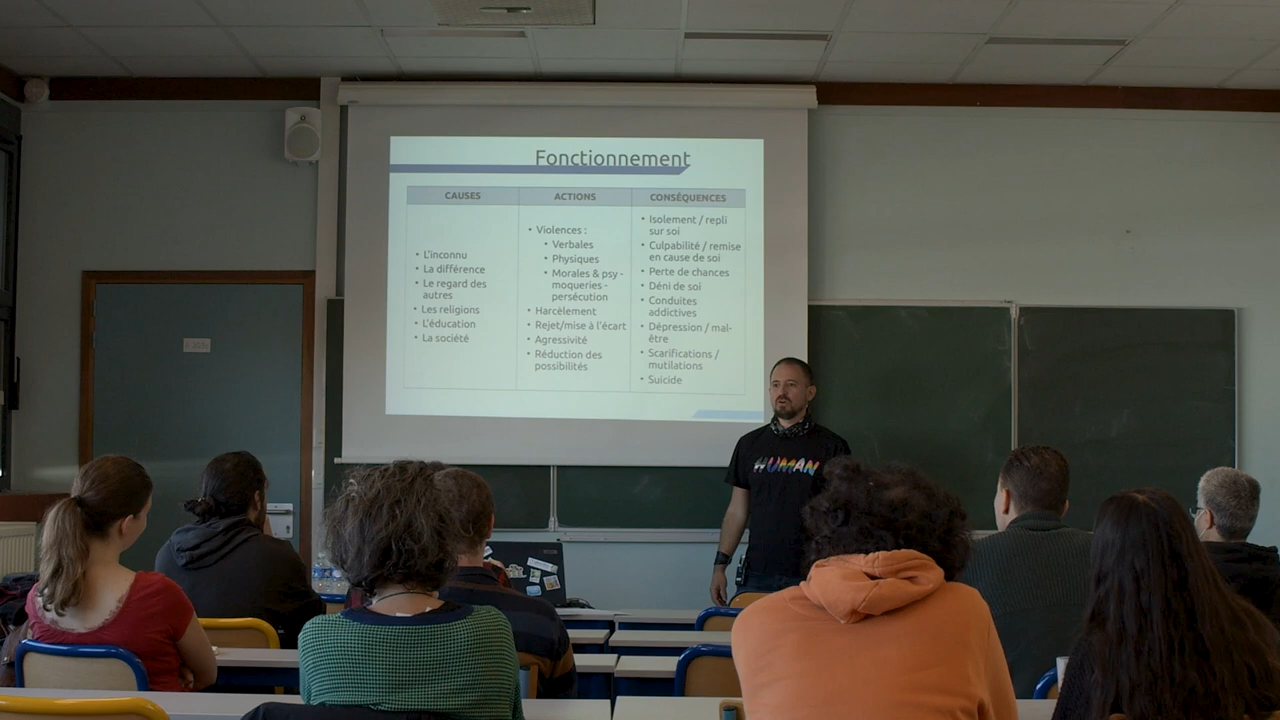 Fonctionnement
CAUSES
ACTIONS
CONSÉQUENCES
• L'inconnu
• La différence
• Le regard des
autres
• Les religions
• L'éducation
• La société
• Violences :
• Verbales
• Physiques
• Morales & psy -
moqueries -
persécution
• Harcèlement
• Rejet/mise à l'écart
• Agressivité
• Réduction des
possibilités
• Isolement / repli
sur soi
• Culpabilité / remise
en cause de soi
• Perte de chances
• Déni de soi
• Conduites
addictives
• Dépression / mal-
être
• Scarifications /
mutilations
• Suicide
HUMAN